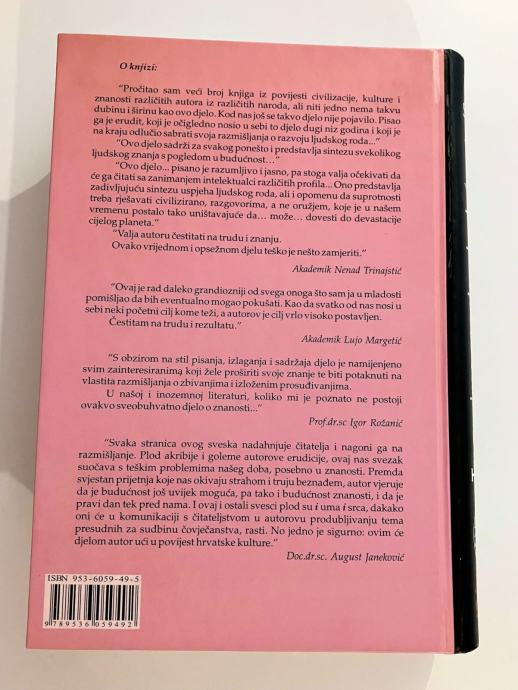 O knjizi:
"Pročitao sam veći broj knjiga iz povijesti civilizacije, kulture i
znanosti različitih autora iz različitih naroda, ali niti jedno nema takvu
dubinu i širinu kao ovo djelo. Kod nas još se takvo djelo nije pojavilo. Pisao
ga je erudit, koji je očigledno nosio u sebi to djelo dugi niz godina i koji je
na kraju odlučio sabrati svoja razmišljanja o razvoju ljudskog roda..."
"Ovo djelo sadrži za svakog ponešto i predstavlja sintezu svekolikog
ljudskog znanja s pogledom u budućnost..."
"Ovo djelo... pisano je razumljivo i jasno, pa stoga valja očekivati da
će ga čitati sa zanimanjem intelektualci različitih profila... Ono predstavlja
zadivljujuću sintezu uspjeha ljudskog roda, ali i opomenu da suprotnosti
treba rješavati civilizirano, razgovorima, a ne oružjem, koje je u našem
vremenu postalo tako uništavajuće da... može... dovesti do devastacije
cijelog planeta."
"Valja autoru čestitati na trudu i znanju.
Ovako vrijednom i opsežnom djelu teško je nešto zamjeriti."
Akademik Nenad Trinajstić
"Ovaj je rad daleko grandiozniji od svega onoga što sam ja u mladosti
pomišljao da bih eventualno mogao pokušati. Kao da svatko od nas nosi u
sebi neki početni cilj kome teži, a autorov je cilj vrlo visoko postavljen.
Čestitam na trudu i rezultatu."
Akademik Lujo Margetić
"S obzirom na stil pisanja, izlaganja i sadržaja djelo je namijenjeno
svim zainteresiranima koji žele proširiti svoje znanje te biti potaknuti na
vlastita razmišljanja o zbivanjima i izloženim prosuđivanjima.
U našoj i inozemnoj literaturi, koliko mi je poznato ne postoji
ovakvo sveobuhvatno djelo o znanosti..."
Prof.dr.sc Igor Rožanić
"Svaka stranica ovog sveska nadahnjuje čitatelja i nagoni ga na
razmišljanje. Plod akribije i goleme autorove erudicije, ovaj nas svezak
suočava s teškim problemima našeg doba, posebno u znanosti. Premda
svjestan prijetnja koje nas okivaju strahom i truju beznađem, autor vjeruje
da je budućnost još uvijek moguća, pa tako i budućnost znanosti, i da je
pravi dan tek pred nama. I ovaj i ostali svesci plod su i uma i srca, dakako
oni će u komunikaciji s čitateljstvom u autorovu produbljivanju tema
presudnih za sudbinu čovječanstva, rasti. No jedno je sigurno: ovim će
djelom autor ući u povijest hrvatske kulture."
Doc.dr.sc. August Janeković
ISBN 953-6059-49-5
9 789536 059492